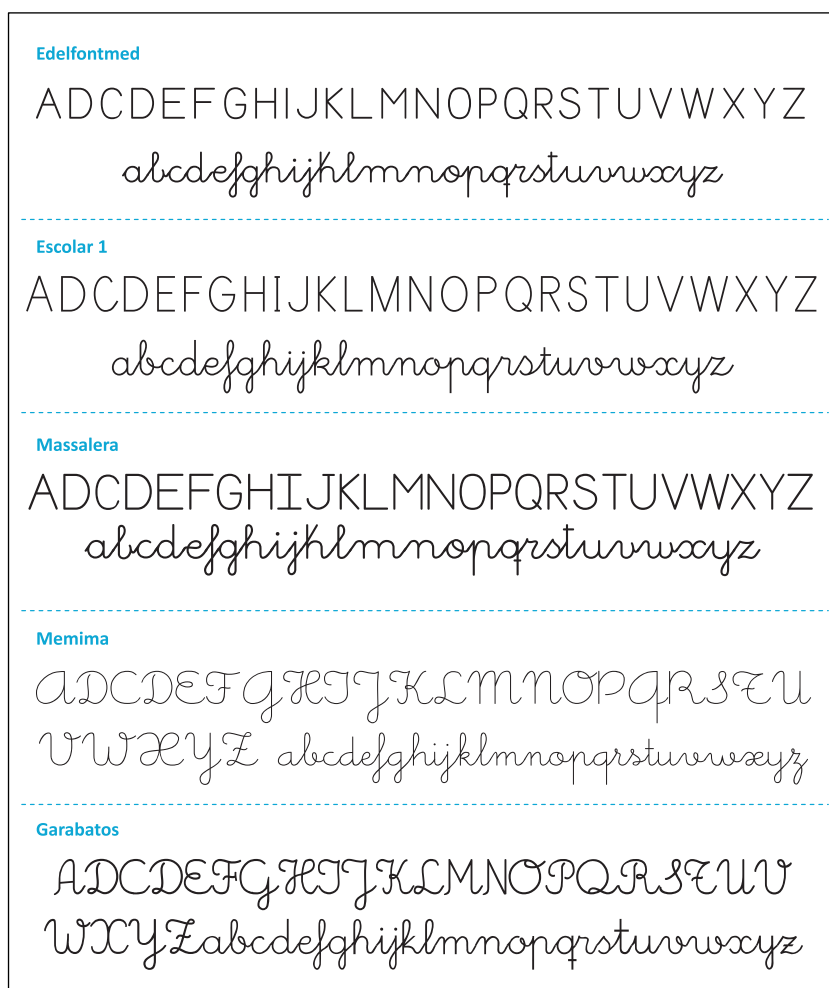 Edelfontmed
ADCDEFGHIJKLMNOPQRSTUVWXYZ
abcdefghijklmnopqrstuvwxyz
Escolar 1
ADCDEFGHIJKLMNOPQRSTUVWXYZ
abcdefghijklmnopqrstuvwxyz
Massalera
ADCDEFGHIJKLMNOPQRSTUVWXYZ
abcdefghijklmnopqrstuvwxyz
Memima
ADCDEFGHIJKLMNOPQRSTU
VWXYZ abcdefghijklmnopqrstuvwxyz
Garabatos
ADCDEFGHIJKLMNOPQRSTUV
WXYZabcdefghijklmnopqrstuvwxyz